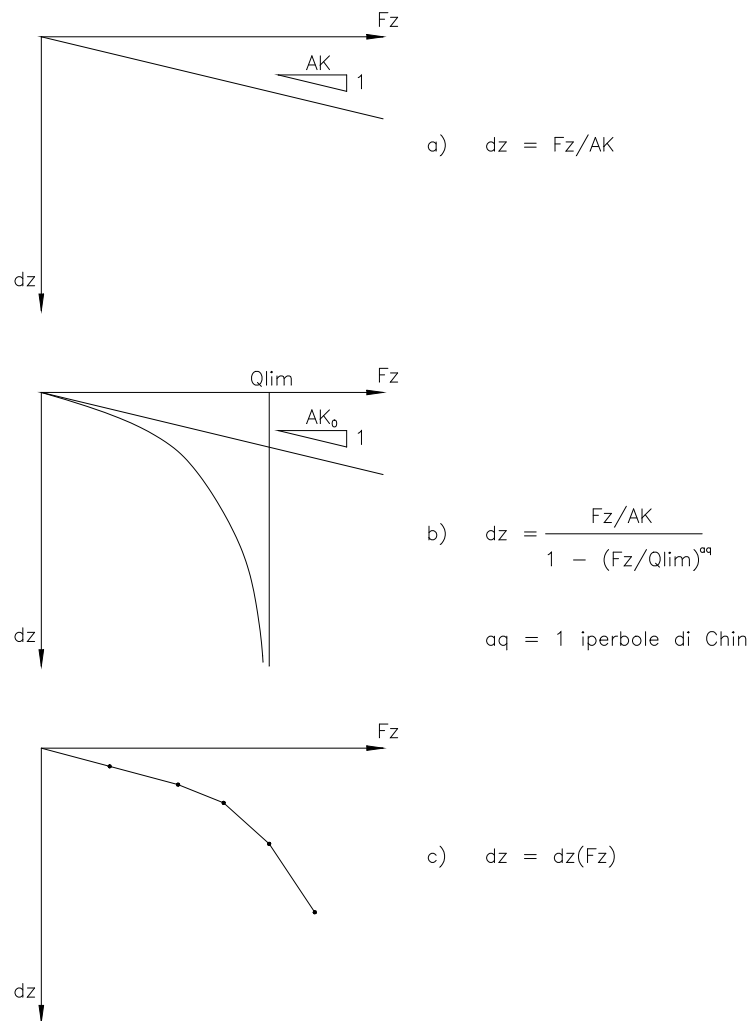 Fz
AK
1
a) dz = Fz/AK
dz
Qlim Fz
AK₀
1
b) dz = Fz/AK
1 - (Fz/Qlim)^aq
dz
aq = 1 iperbole di Chin
Fz
c) dz = dz(Fz)
dz